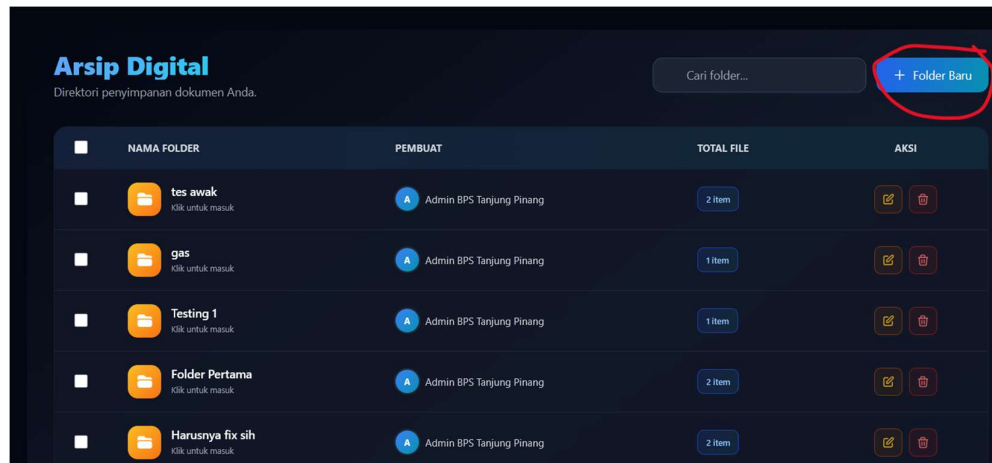 Arsip Digital
Direktori penyimpanan dokumen Anda.
Cari folder...
+ Folder Baru
NAMA FOLDER PEMBUAT TOTAL FILE AKSI
tes awak
Klik untuk masuk
A Admin BPS Tanjung Pinang
2 item
gas
Klik untuk masuk
A Admin BPS Tanjung Pinang
1 item
Testing 1
Klik untuk masuk
A Admin BPS Tanjung Pinang
1 item
Folder Pertama
Klik untuk masuk
A Admin BPS Tanjung Pinang
2 item
Harusnya fix sih
Klik untuk masuk
A Admin BPS Tanjung Pinang
2 item